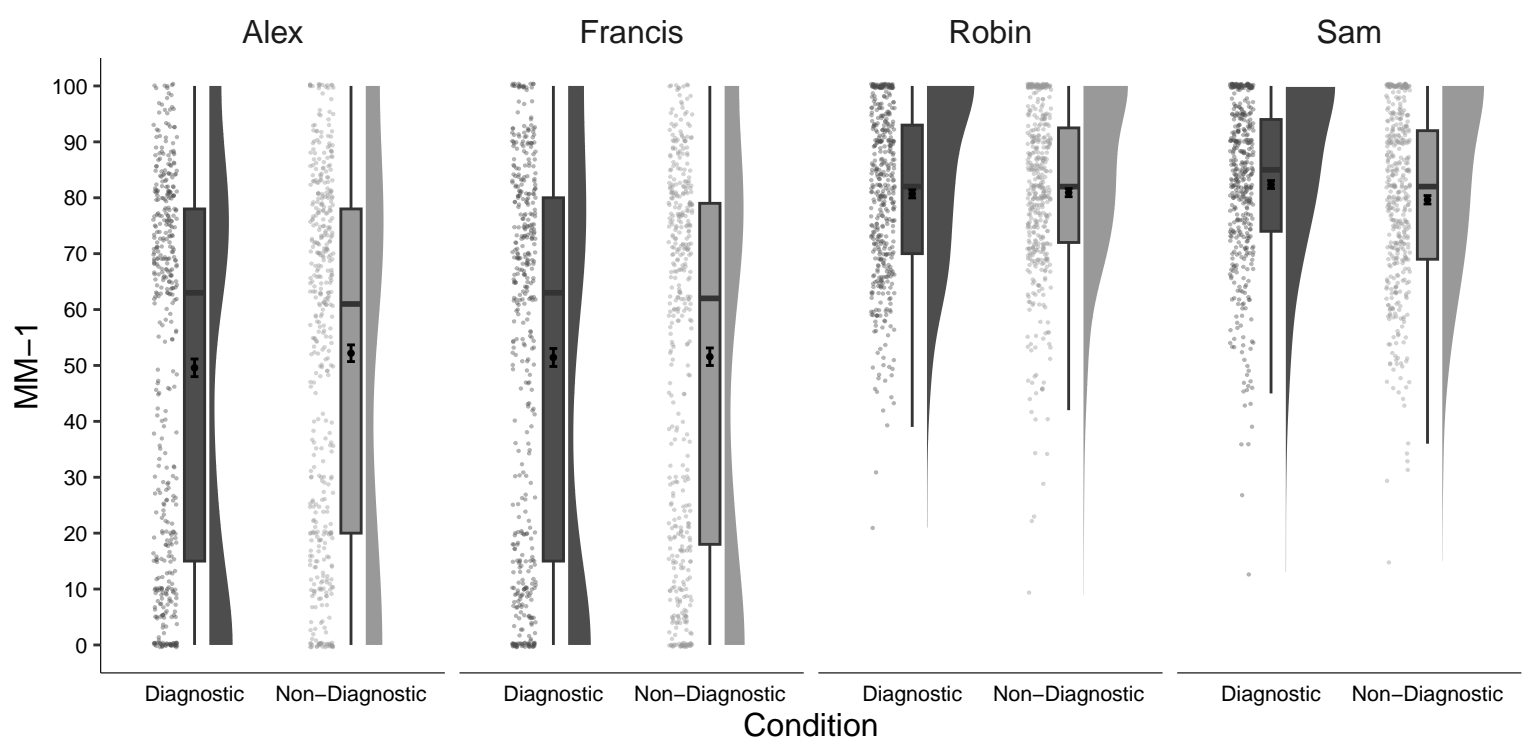 Alex Francis Robin Sam
MM−1
100
90
80
70
60
50
40
30
20
10
0
Diagnostic Non−Diagnostic Diagnostic Non−Diagnostic Diagnostic Non−Diagnostic Diagnostic Non−Diagnostic
Condition